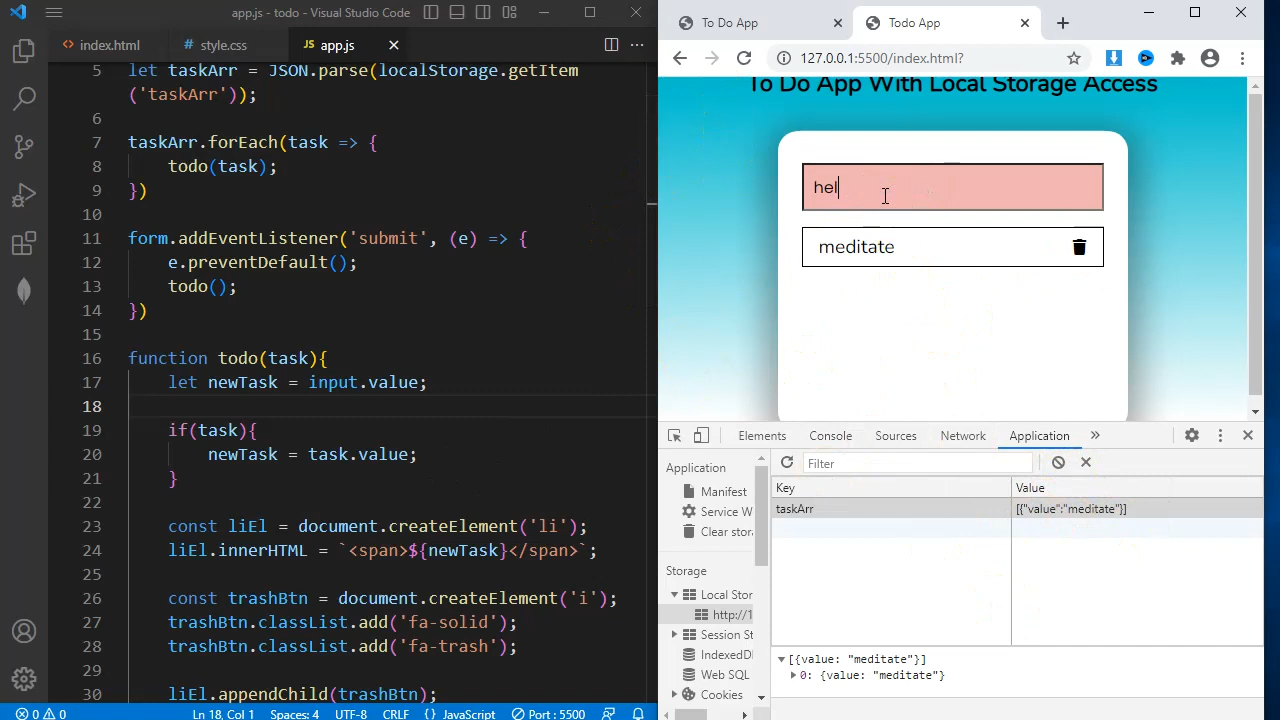 app.js - todo - Visual Studio Code
index.html
style.css
JS app.js
5 let taskArr = JSON.parse(localStorage.getItem
('taskArr'));
6
7 taskArr.forEach(task => {
8 todo(task);
9 })
10
11 form.addEventListener('submit', (e) => {
12 e.preventDefault();
13 todo();
14 })
15
16 function todo(task){
17 let newTask = input.value;
18
19 if(task){
20 newTask = task.value;
21 }
22
23 const liEl = document.createElement('li');
24 liEl.innerHTML = `<span>${newTask}</span>`;
25
26 const trashBtn = document.createElement('i');
27 trashBtn.classList.add('fa-solid');
28 trashBtn.classList.add('fa-trash');
29
30 liEl.appendChild(trashBtn);
0 0 Ln 18, Col 1 Spaces: 4 UTF-8 CRLF {} JavaScript Port : 5500
To Do App
Todo App
127.0.0.1:5500/index.html?
To Do App With Local Storage Access
hel
meditate
Elements Console Sources Network Application
Application
Manifest
Service W
Clear stora
Storage
Local Stor
http://1
Session St
IndexedDB
Web SQL
Cookies
Filter
Key Value
taskArr [{"value":"meditate"}]
[{value: "meditate"}]
0: {value: "meditate"}